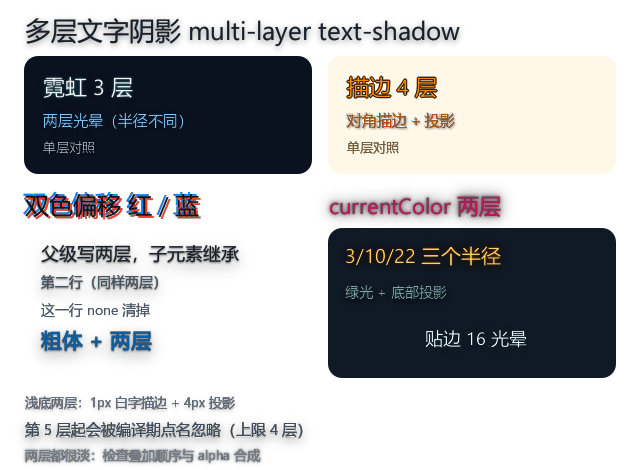 多层文字阴影 multi-layer text-shadow
霓虹 3 层
两层光晕（半径不同）
单层对照
描边 4 层
对角描边 + 投影
单层对照
双色偏移 红 / 蓝
父级写两层，子元素继承
第二行（同样两层）
这一行 none 清掉
粗体 + 两层
currentColor 两层
3/10/22 三个半径
绿光 + 底部投影
贴边 16 光晕
浅底两层：1px 白字描边 + 4px 投影
第 5 层起会被编译期点名忽略（上限 4 层）
两层都很淡：检查叠加顺序与 alpha 合成